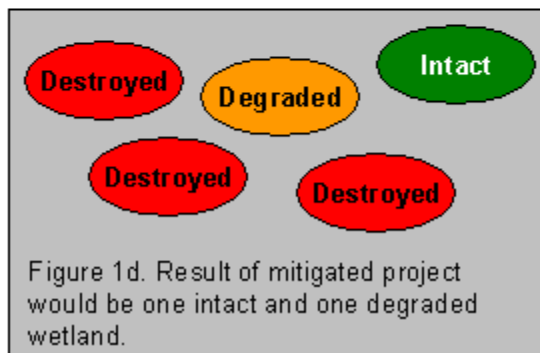 Intact
Destroyed
Degraded
Destroyed
Destroyed
Figure 1d. Result of mitigated project
would be one intact and one degraded
wetland.